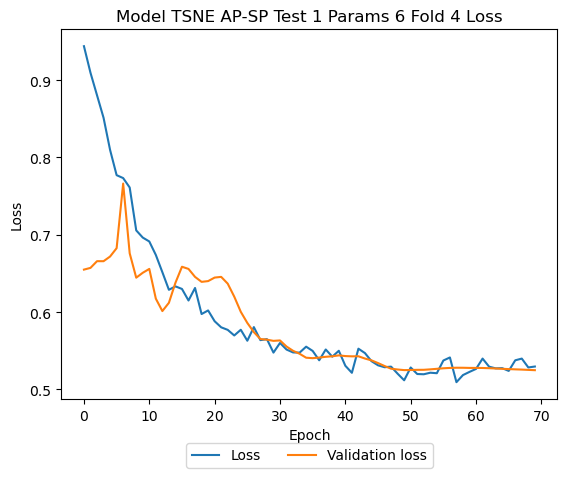 Model TSNE AP-SP Test 1 Params 6 Fold 4 Loss
0.9
0.8
0.7
0.6
0.5
Loss
0 10 20 30 40 50 60 70
Epoch
Loss Validation loss